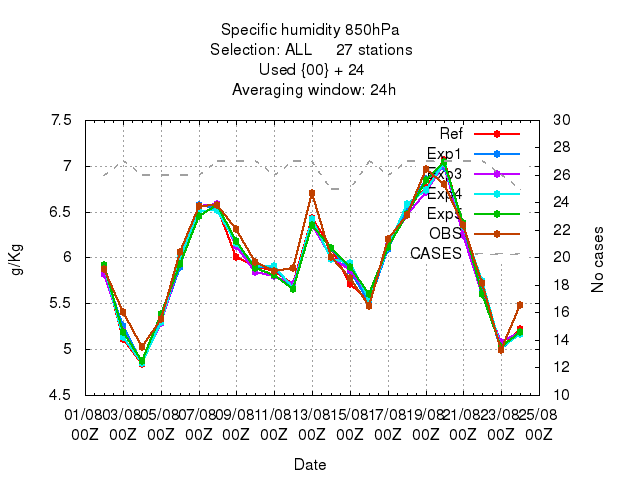 Specific humidity 850hPa
Selection: ALL 27 stations
Used {00} + 24
Averaging window: 24h
7.5
7
6.5
6
5.5
5
4.5
g/Kg
30
28
26
24
22
20
18
16
14
12
10
No cases
Ref
Exp1
Exp3
Exp4
Exp5
OBS
CASES
01/08 03/08 05/08 07/08 09/08 11/08 13/08 15/08 17/08 19/08 21/08 23/08 25/08
00Z 00Z 00Z 00Z 00Z 00Z 00Z 00Z 00Z 00Z 00Z 00Z 00Z
Date